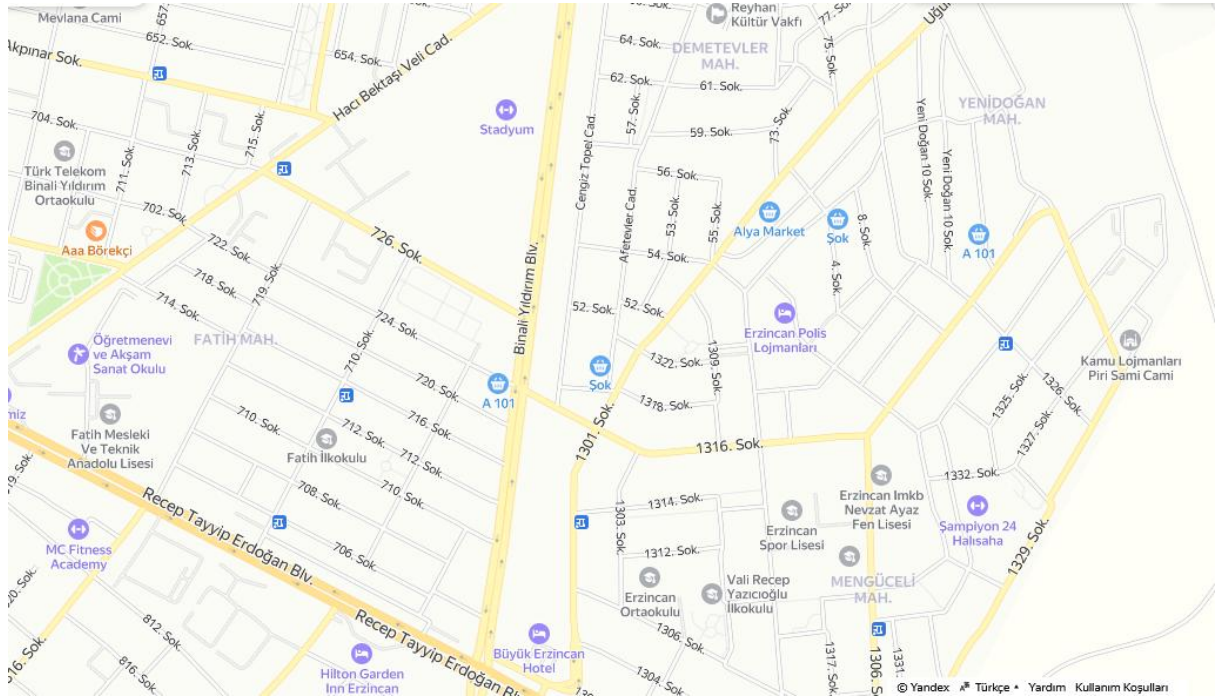 Mevlana Cami
657.
652. Sok.
654. Sok.
Akpınar Sok.
Hacı Bektaşı Veli Cad.
Reyhan
Kültür Vakfı
64. Sok.
DEMETEVLER
MAH.
77. Sok.
75. Sok.
62. Sok.
61. Sok.
57. Sok.
59. Sok.
73. Sok.
Stadyum
YENİDOĞAN
MAH.
704. Sok.
715. Sok.
713. Sok.
711. Sok.
Türk Telekom
Binali Yıldırım
Ortaokulu
Cengiz Topel Cad.
Afetevler Cad.
56. Sok.
53. Sok.
55. Sok.
54. Sok.
Yeni Doğan 10 Sok.
Yeni Doğan 10 Sok.
702. Sok.
Aaa Börekçi
722. Sok.
726. Sok.
Alya Market
Şok
8. Sok.
4. Sok.
A 101
718. Sok.
719. Sok.
714. Sok.
724. Sok.
Binali Yıldırım Blv.
52. Sok.
52. Sok.
FATİH MAH.
Öğretmenevi
ve Akşam
Sanat Okulu
710. Sok.
720. Sok.
A 101
Şok
1322. Sok.
1309. Sok.
Erzincan Polis
Lojmanları
Kamu Lojmanları
Piri Sami Cami
1318. Sok.
1301. Sok.
1325. Sok.
1326. Sok.
1327. Sok.
Fatih Mesleki
Ve Teknik
Anadolu Lisesi
710. Sok.
Fatih İlkokulu
716. Sok.
712. Sok.
712. Sok.
710. Sok.
1316. Sok.
1332. Sok.
Recep Tayyip Erdoğan Blv.
708. Sok.
706. Sok.
1303. Sok.
1314. Sok.
1312. Sok.
Erzincan
Spor Lisesi
Erzincan Imkb
Nevzat Ayaz
Fen Lisesi
Şampiyon 24
Halısaha
1329. Sok.
MC Fitness
Academy
MENGÜCELİ
MAH.
Erzincan
Ortaokulu
Vali Recep
Yazıcıoğlu
İlkokulu
812. Sok.
816. Sok.
816. Sok.
Hilton Garden
Inn Erzincan
Recep Tayyip Erdoğan
Büyük Erzincan
Hotel
1306. Sok.
1304. Sok.
1317. Sok.
1306. Sok.
1331.
© Yandex Türkçe Yardım Kullanım Koşulları